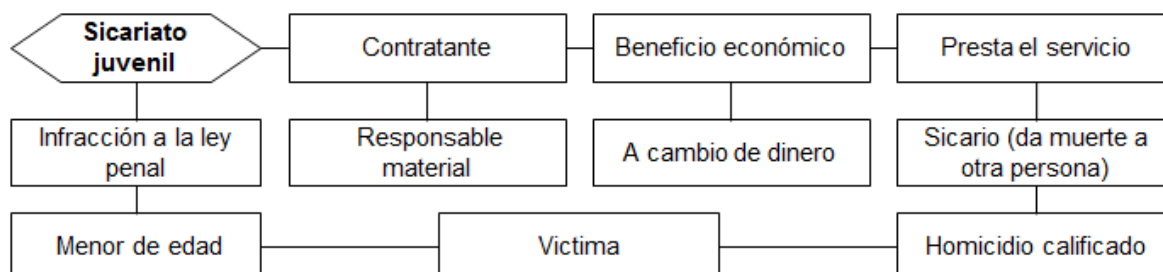 Sicariato
juvenil
Contratante
Beneficio económico
Presta el servicio
Infracción a la ley
penal
Responsable
material
A cambio de dinero
Sicario (da muerte a
otra persona)
Menor de edad
Victima
Homicidio calificado